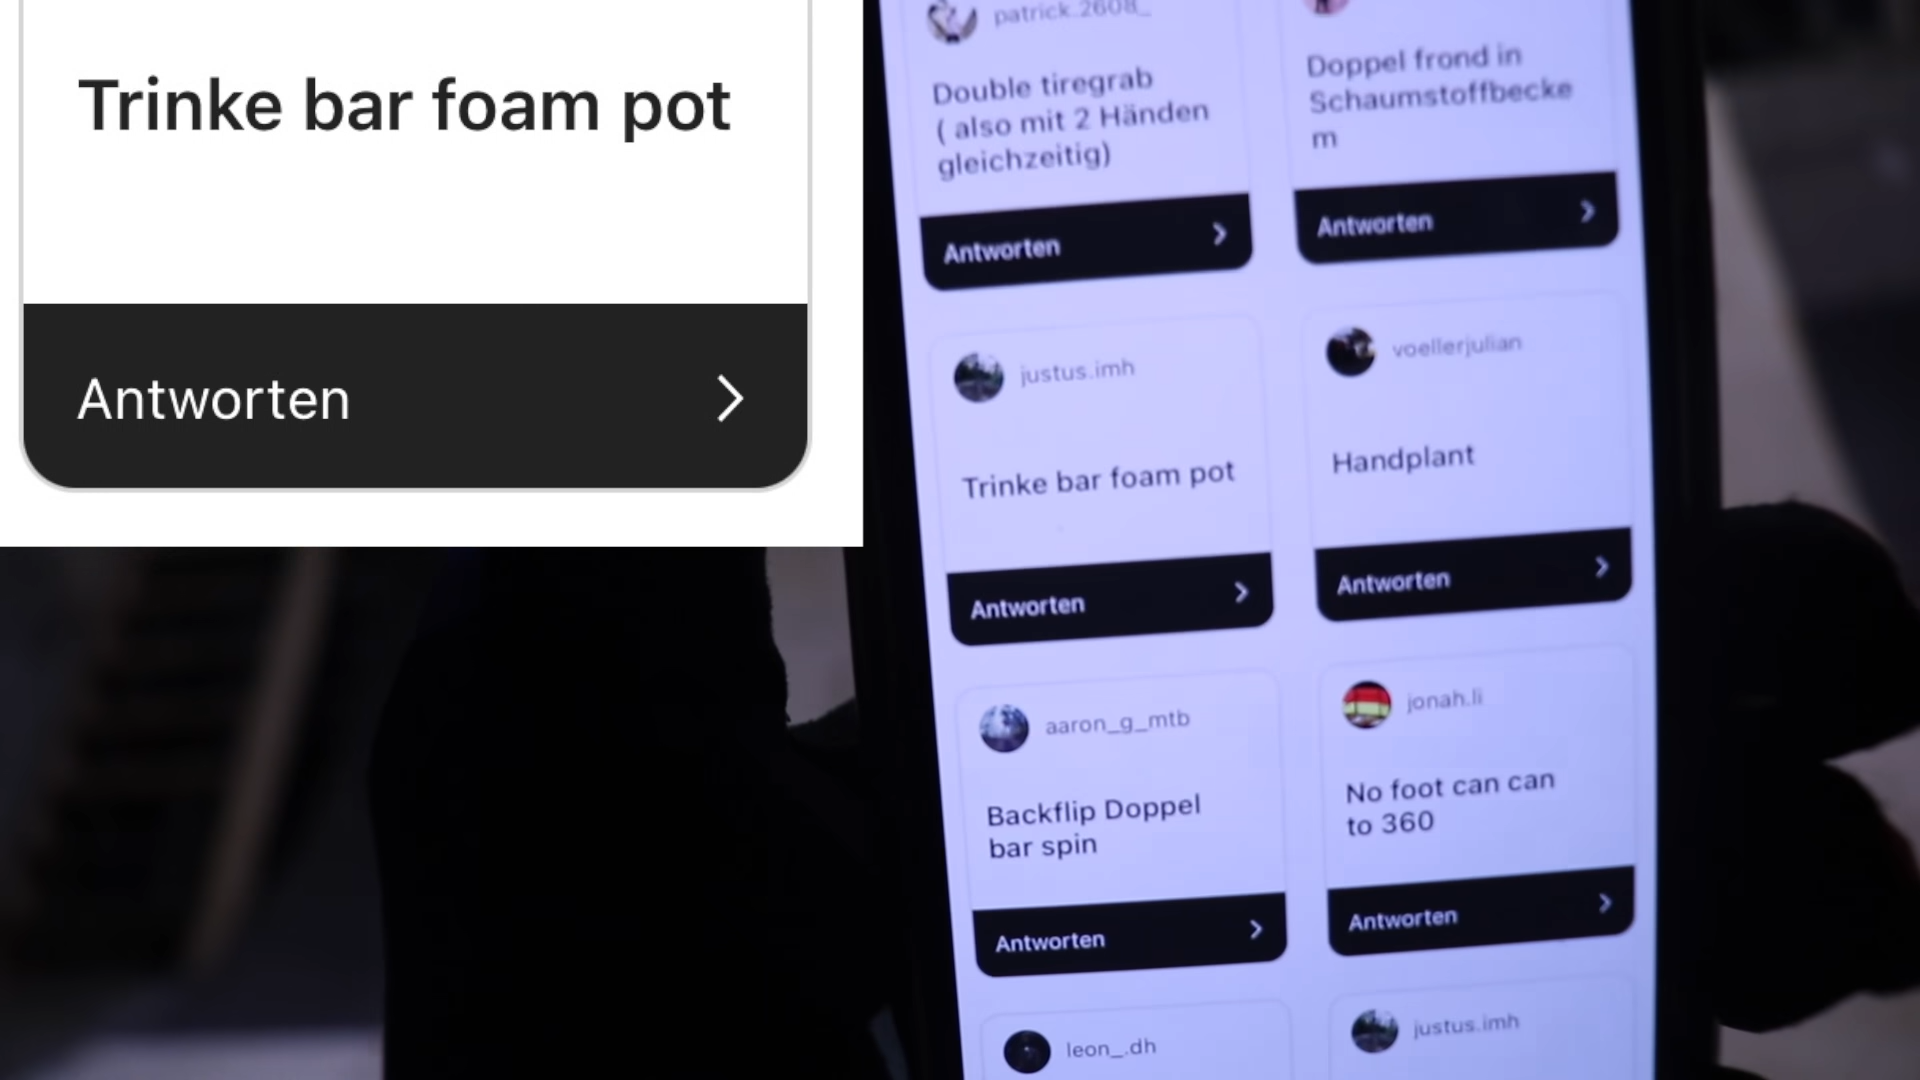 Trinke bar foam pot
Antworten
patrick.2608_
Double tiregrab
( also mit 2 Händen
gleichzeitig)
Antworten
Doppel frond in
Schaumstoffbecke
m
Antworten
justus.imh
Trinke bar foam pot
Antworten
voellerjulian
Handplant
Antworten
aaron_g_mtb
Backflip Doppel
bar spin
Antworten
jonah.li
No foot can can
to 360
Antworten
leon_.dh
justus.imh